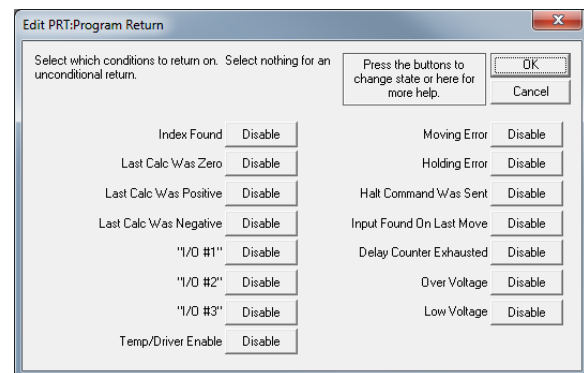 Edit PRT:Program Return
Select which conditions to return on. Select nothing for an
unconditional return.
Press the buttons to
change state or here for
more help.
OK
Cancel
Index Found Disable
Last Calc Was Zero Disable
Last Calc Was Positive Disable
Last Calc Was Negative Disable
"I/O #1" Disable
"I/O #2" Disable
"I/O #3" Disable
Temp/Driver Enable Disable
Moving Error Disable
Holding Error Disable
Halt Command Was Sent Disable
Input Found On Last Move Disable
Delay Counter Exhausted Disable
Over Voltage Disable
Low Voltage Disable